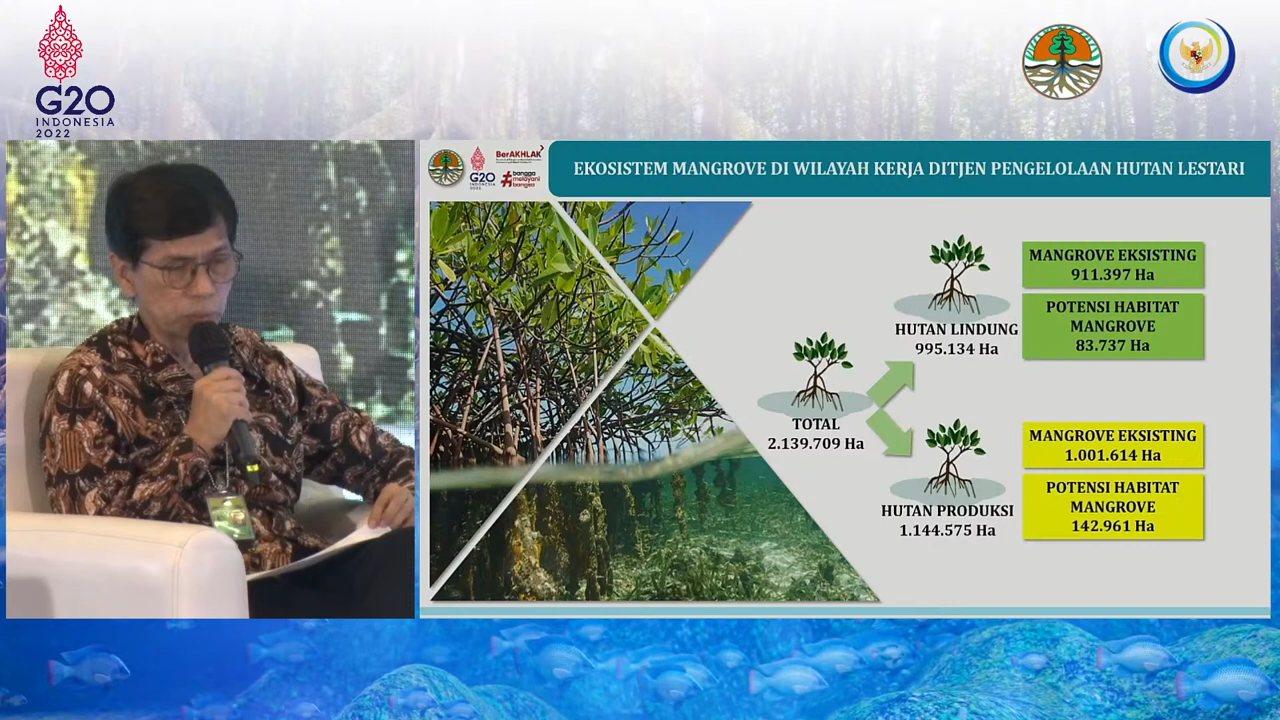 G20
INDONESIA
2022
G20
INDONESIA
BerAKHLAK
#bangga
melayani
bangsa
EKOSISTEM MANGROVE DI WILAYAH KERJA DITJEN PENGELOLAAN HUTAN LESTARI
MANGROVE EKSISTING
911.397 Ha
POTENSI HABITAT
MANGROVE
83.737 Ha
HUTAN LINDUNG
995.134 Ha
TOTAL
2.139.709 Ha
MANGROVE EKSISTING
1.001.614 Ha
POTENSI HABITAT
MANGROVE
142.961 Ha
HUTAN PRODUKSI
1.144.575 Ha